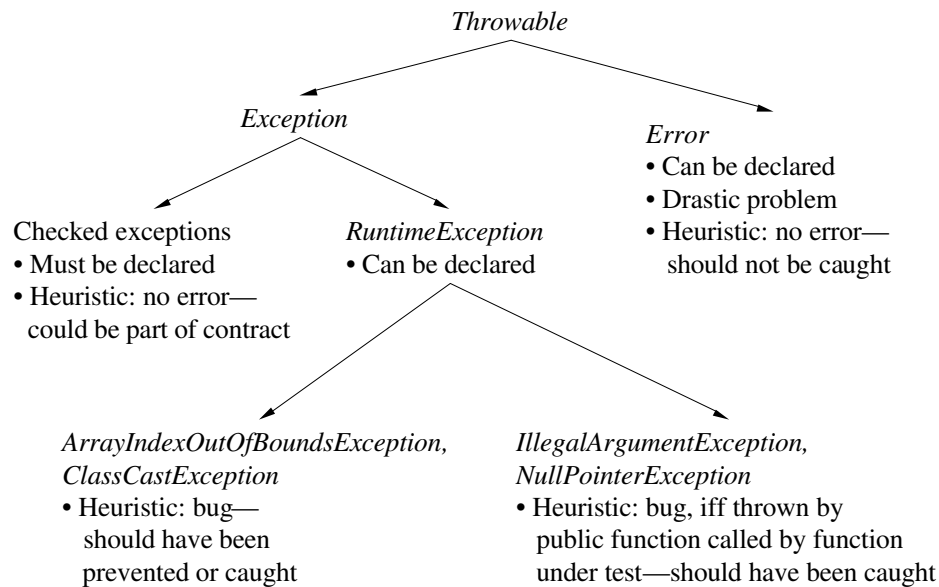 Throwable
Exception
Error
• Can be declared
• Drastic problem
• Heuristic: no error—
should not be caught
Checked exceptions
• Must be declared
• Heuristic: no error—
could be part of contract
RuntimeException
• Can be declared
ArrayIndexOutOfBoundsException,
ClassCastException
• Heuristic: bug—
should have been
prevented or caught
IllegalArgumentException,
NullPointerException
• Heuristic: bug, iff thrown by
public function called by function
under test—should have been caught